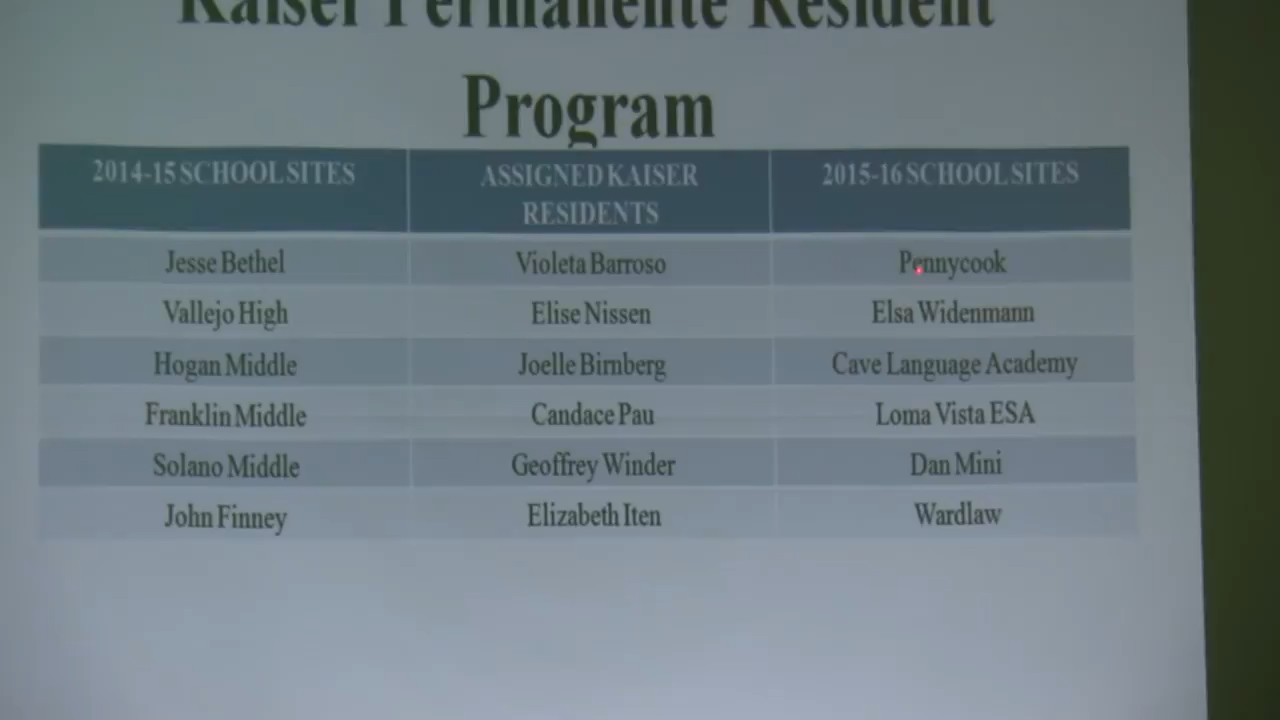 Kaiser Permanente Resident
Program
2014-15 SCHOOL SITES
ASSIGNED KAISER
RESIDENTS
2015-16 SCHOOL SITES
Jesse Bethel Violeta Barroso Pennycook
Vallejo High Elise Nissen Elsa Widenmann
Hogan Middle Joelle Birnberg Cave Language Academy
Franklin Middle Candace Pau Loma Vista ESA
Solano Middle Geoffrey Winder Dan Mini
John Finney Elizabeth Iten Wardlaw